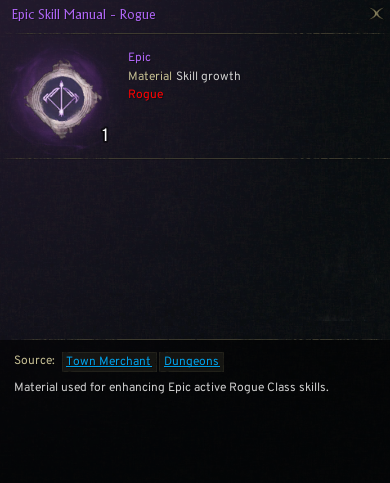 Epic Skill Manual - Rogue
Epic
Material Skill growth
Rogue
1
Source: Town Merchant Dungeons
Material used for enhancing Epic active Rogue Class skills.